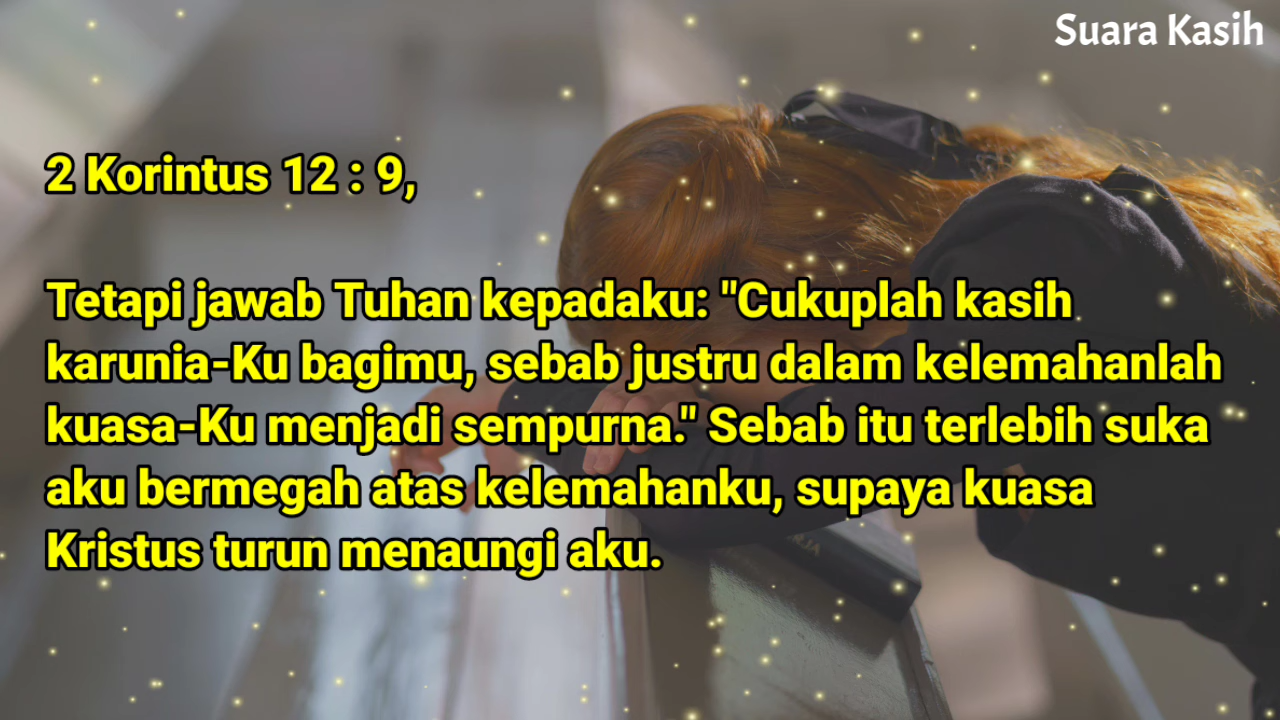 Suara Kasih
2 Korintus 12 : 9,
Tetapi jawab Tuhan kepadaku: "Cukuplah kasih
karunia-Ku bagimu, sebab justru dalam kelemahanlah
kuasa-Ku menjadi sempurna." Sebab itu terlebih suka
aku bermegah atas kelemahanku, supaya kuasa
Kristus turun menaungi aku.